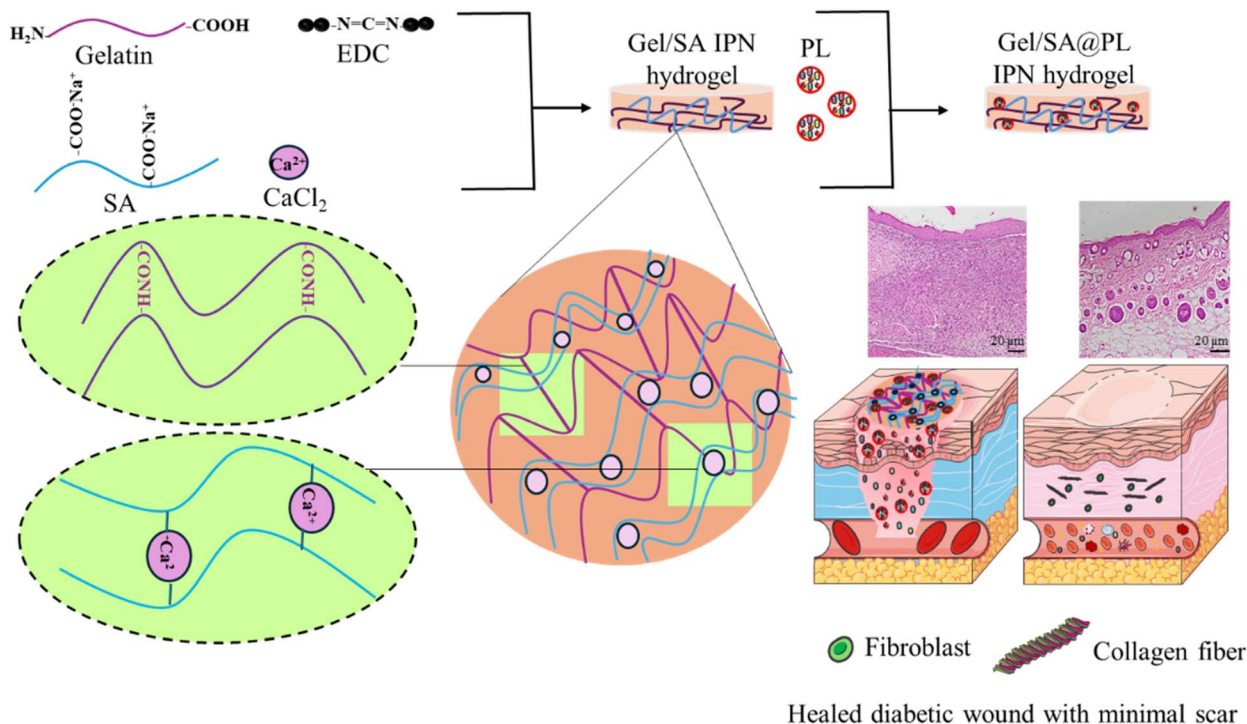 H₂N-
-COOH
Gelatin
-N=C=N-
EDC
-COO⁻Na⁺
-COO⁻Na⁺
SA
Ca²⁺
CaCl₂
Gel/SA IPN
hydrogel
PL
Gel/SA@PL
IPN hydrogel
-CONH-
-CONH-
-Ca²
Ca²⁺
20 µm
20 µm
Fibroblast
Collagen fiber
Healed diabetic wound with minimal scar